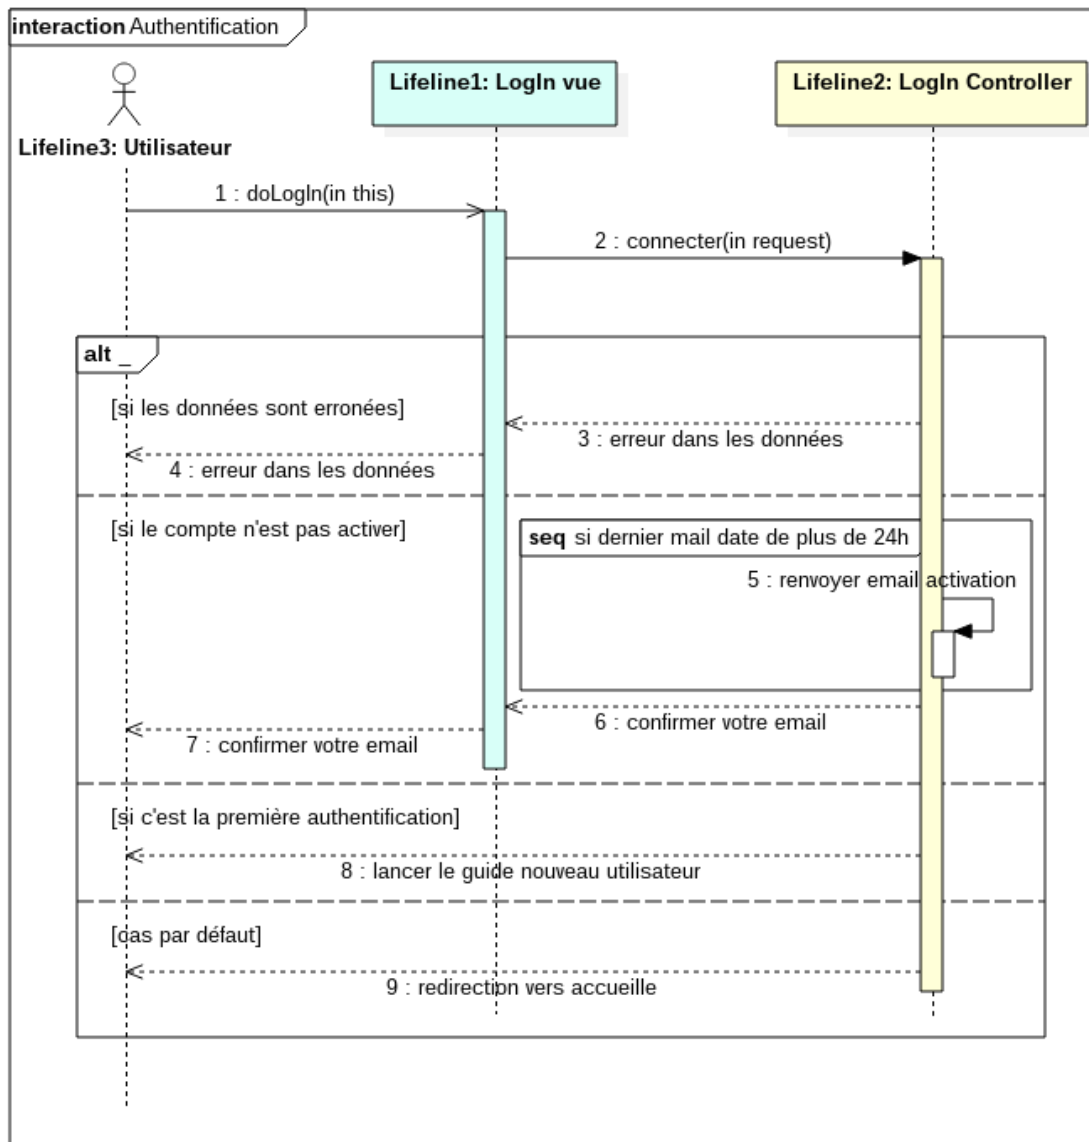 interaction Authentification
Lifeline1: LogIn vue
Lifeline2: LogIn Controller
Lifeline3: Utilisateur
1 : doLogIn(in this)
2 : connecter(in request)
alt _
[si les données sont erronées]
3 : erreur dans les données
4 : erreur dans les données
[si le compte n'est pas activer]
seq si dernier mail date de plus de 24h
5 : renvoyer email activation
6 : confirmer votre email
7 : confirmer votre email
[si c'est la première authentification]
8 : lancer le guide nouveau utilisateur
[cas par défaut]
9 : redirection vers accueille